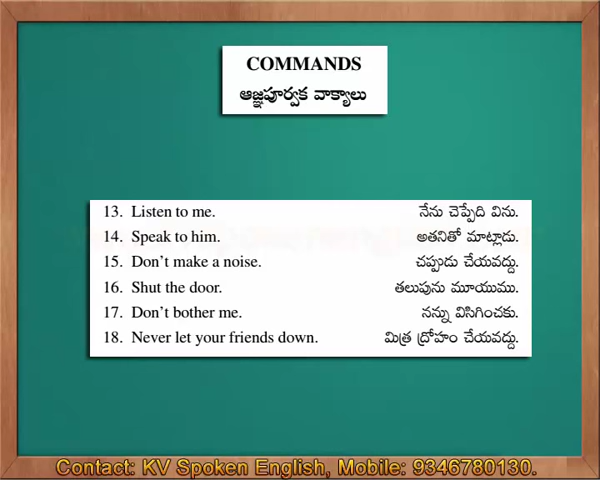 COMMANDS
ఆజ్ఞపూర్వక వాక్యాలు
13. Listen to me. నేను చెప్పేది విను.
14. Speak to him. అతనితో మాట్లాడు.
15. Don't make a noise. చప్పుడు చేయవద్దు.
16. Shut the door. తలుపును మూయుము.
17. Don't bother me. నన్ను విసిగించకు.
18. Never let your friends down. మిత్ర ద్రోహం చేయవద్దు.
Contact: KV Spoken English, Mobile: 9346780130.